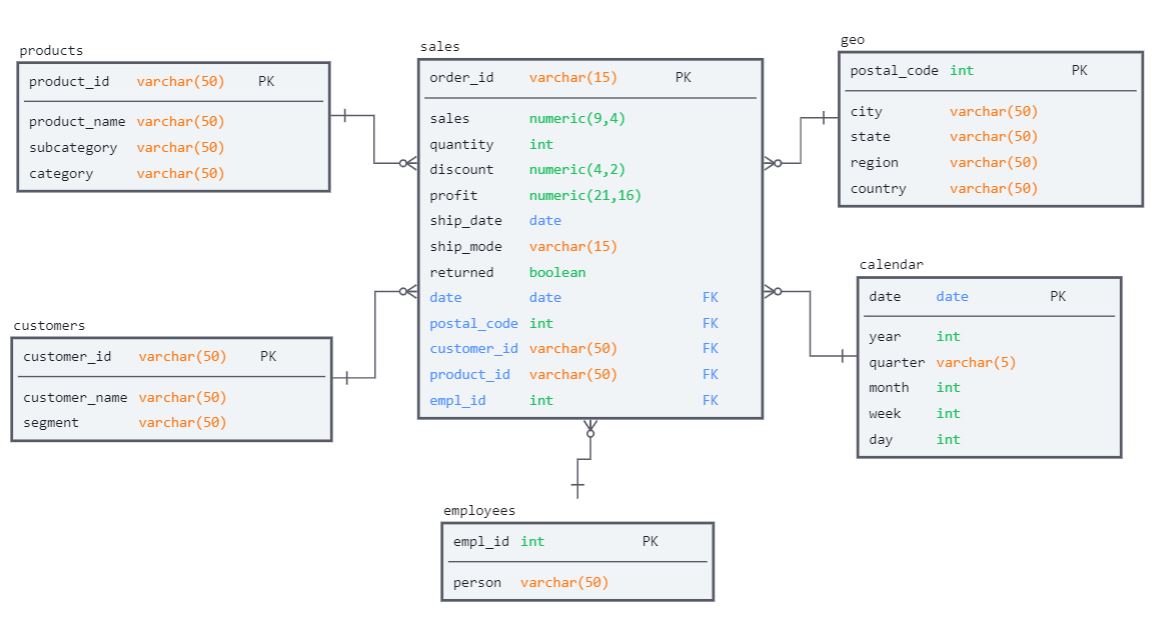 products
product_id varchar(50) PK
product_name varchar(50)
subcategory varchar(50)
category varchar(50)
sales
order_id varchar(15) PK
sales numeric(9,4)
quantity int
discount numeric(4,2)
profit numeric(21,16)
ship_date date
ship_mode varchar(15)
returned boolean
date date FK
postal_code int FK
customer_id varchar(50) FK
product_id varchar(50) FK
empl_id int FK
geo
postal_code int PK
city varchar(50)
state varchar(50)
region varchar(50)
country varchar(50)
customers
customer_id varchar(50) PK
customer_name varchar(50)
segment varchar(50)
calendar
date date PK
year int
quarter varchar(5)
month int
week int
day int
employees
empl_id int PK
person varchar(50)